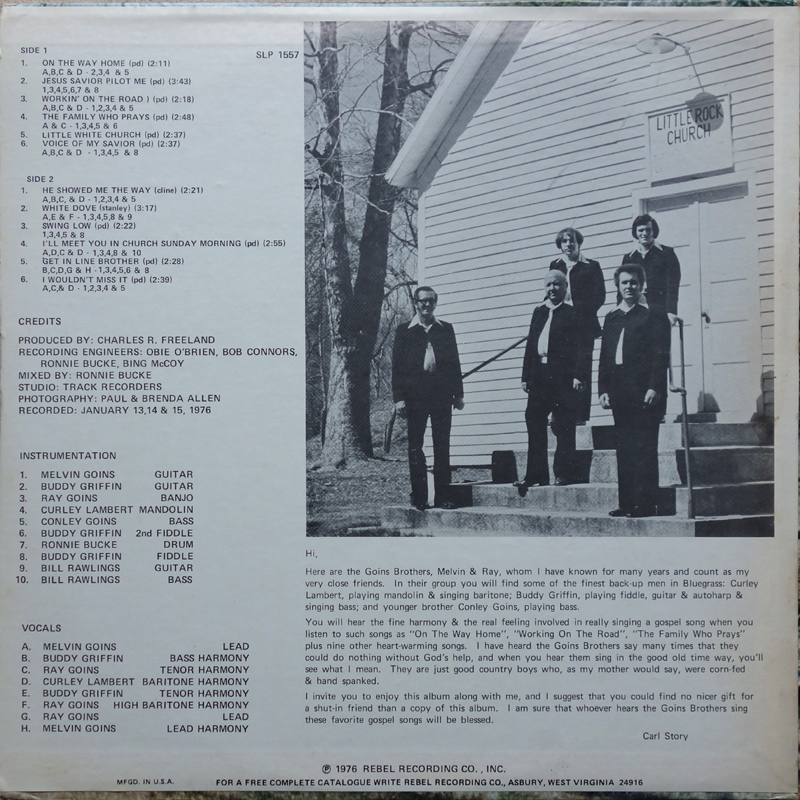 SIDE 1
SLP 1557
1. ON THE WAY HOME (pd) (2:11)
A,B,C & D - 2,3,4 & 5
2. JESUS SAVIOR PILOT ME (pd) (3:43)
1,3,4,5,6,7 & 8
3. WORKIN' ON THE ROAD ) (pd) (2:18)
A,B,C & D - 1,2,3,4 & 5
4. THE FAMILY WHO PRAYS (pd) (2:48)
A & C - 1,3,4,5 & 6
5. LITTLE WHITE CHURCH (pd) (2:37)
6. VOICE OF MY SAVIOR (pd) (2:37)
A,B,C & D - 1,3,4,5 & 8
SIDE 2
1. HE SHOWED ME THE WAY (cline) (2:21)
A,B,C, & D - 1,2,3,4 & 5
2. WHITE DOVE (stanley) (3:17)
A,E & F - 1,3,4,5,8 & 9
3. SWING LOW (pd) (2:22)
1,3,4,5 & 8
4. I'LL MEET YOU IN CHURCH SUNDAY MORNING (pd) (2:55)
A,D,C & D - 1,3,4,8 & 10
5. GET IN LINE BROTHER (pd) (2:28)
B,C,D,G & H - 1,3,4,5,6 & 8
6. I WOULDN'T MISS IT (pd) (2:39)
A,C,& D - 1,2,3,4 & 5
CREDITS
PRODUCED BY: CHARLES R. FREELAND
RECORDING ENGINEERS: OBIE O'BRIEN, BOB CONNORS,
RONNIE BUCKE, BING McCOY
MIXED BY: RONNIE BUCKE
STUDIO: TRACK RECORDERS
PHOTOGRAPHY: PAUL & BRENDA ALLEN
RECORDED: JANUARY 13,14 & 15, 1976
INSTRUMENTATION
1. MELVIN GOINS GUITAR
2. BUDDY GRIFFIN GUITAR
3. RAY GOINS BANJO
4. CURLEY LAMBERT MANDOLIN
5. CONLEY GOINS BASS
6. BUDDY GRIFFIN 2nd FIDDLE
7. RONNIE BUCKE DRUM
8. BUDDY GRIFFIN FIDDLE
9. BILL RAWLINGS GUITAR
10. BILL RAWLINGS BASS
VOCALS
A. MELVIN GOINS LEAD
B. BUDDY GRIFFIN BASS HARMONY
C. RAY GOINS TENOR HARMONY
D. CURLEY LAMBERT BARITONE HARMONY
E. BUDDY GRIFFIN TENOR HARMONY
F. RAY GOINS HIGH BARITONE HARMONY
G. RAY GOINS LEAD
H. MELVIN GOINS LEAD HARMONY
LITTLE ROCK
CHURCH
Hi,
Here are the Goins Brothers, Melvin & Ray, whom I have known for many years and count as my
very close friends. In their group you will find some of the finest back-up men in Bluegrass: Curley
Lambert, playing mandolin & singing baritone; Buddy Griffin, playing fiddle, guitar & autoharp &
singing bass; and younger brother Conley Goins, playing bass.
You will hear the fine harmony & the real feeling involved in really singing a gospel song when you
listen to such songs as "On The Way Home", "Working On The Road", "The Family Who Prays"
plus nine other heart-warming songs. I have heard the Goins Brothers say many times that they
could do nothing without God's help, and when you hear them sing in the good old time way, you'll
see what I mean. They are just good country boys who, as my mother would say, were corn-fed
& hand spanked.
I invite you to enjoy this album along with me, and I suggest that you could find no nicer gift for
a shut-in friend than a copy of this album. I am sure that whoever hears the Goins Brothers sing
these favorite gospel songs will be blessed.
Carl Story
℗ 1976 REBEL RECORDING CO., INC.
MFGD. IN U.S.A.
FOR A FREE COMPLETE CATALOGUE WRITE REBEL RECORDING CO., ASBURY, WEST VIRGINIA 24916